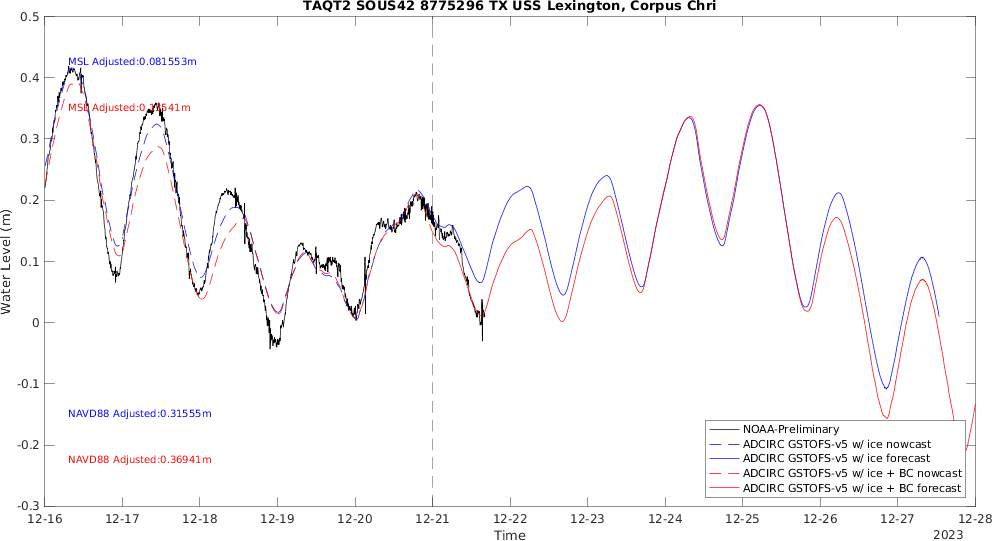 TAQT2 SOUS42 8775296 TX USS Lexington, Corpus Chri
0.5
0.4
0.3
0.2
0.1
0
-0.1
-0.2
-0.3
Water Level (m)
MSL Adjusted:0.081553m
MSL Adjusted:
NAVD88 Adjusted:0.31555m
NAVD88 Adjusted:0.36941m
NOAA-Preliminary
ADCIRC GSTOFS-v5 w/ ice nowcast
ADCIRC GSTOFS-v5 w/ ice forecast
ADCIRC GSTOFS-v5 w/ ice + BC nowcast
ADCIRC GSTOFS-v5 w/ ice + BC forecast
12-16 12-17 12-18 12-19 12-20 12-21 12-22 12-23 12-24 12-25 12-26 12-27 12-28
Time
2023